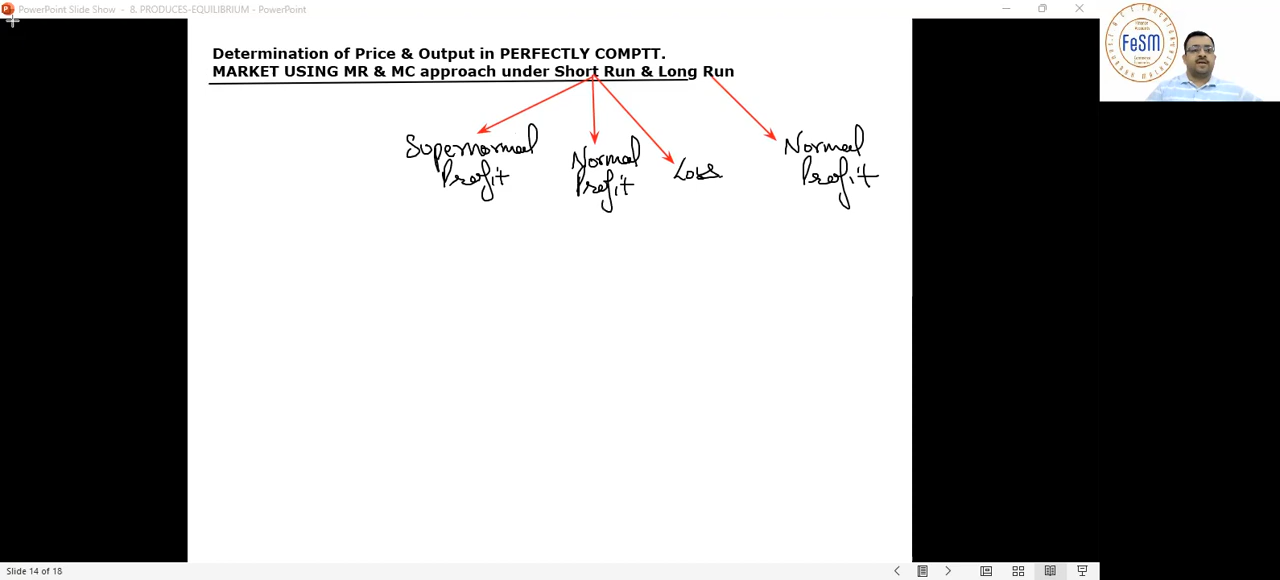 PowerPoint Slide Show - 8. PRODUCES-EQUILIBRIUM - PowerPoint
FeSM
Determination of Price & Output in PERFECTLY COMPTT.
MARKET USING MR & MC approach under Short Run & Long Run
Supernormal
Profit
Normal
Profit
Loss
Normal
Profit
Slide 14 of 18